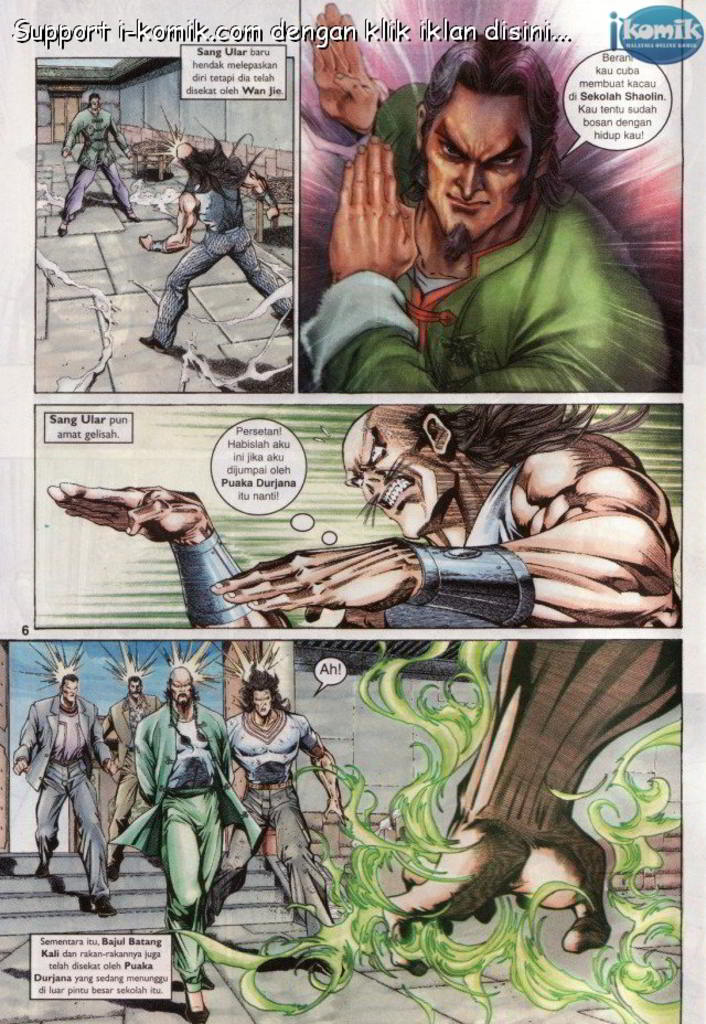 Support i-komik.com dengan klik iklan disini...
ikomik
MALAYSIA ONLINE KOMIK
Sang Ular baru
hendak melepaskan
diri tetapi dia telah
disekat oleh Wan Jie.
Berani
kau cuba
membuat kacau
di Sekolah Shaolin.
Kau tentu sudah
bosan dengan
hidup kau!
Sang Ular pun
amat gelisah.
Persetan!
Habislah aku
ini jika aku
dijumpai oleh
Puaka Durjana
itu nanti!
6
Ah!
Sementara itu, Bajul Batang
Kali dan rakan-rakannya juga
telah disekat oleh Puaka
Durjana yang sedang menunggu
di luar pintu besar sekolah itu.